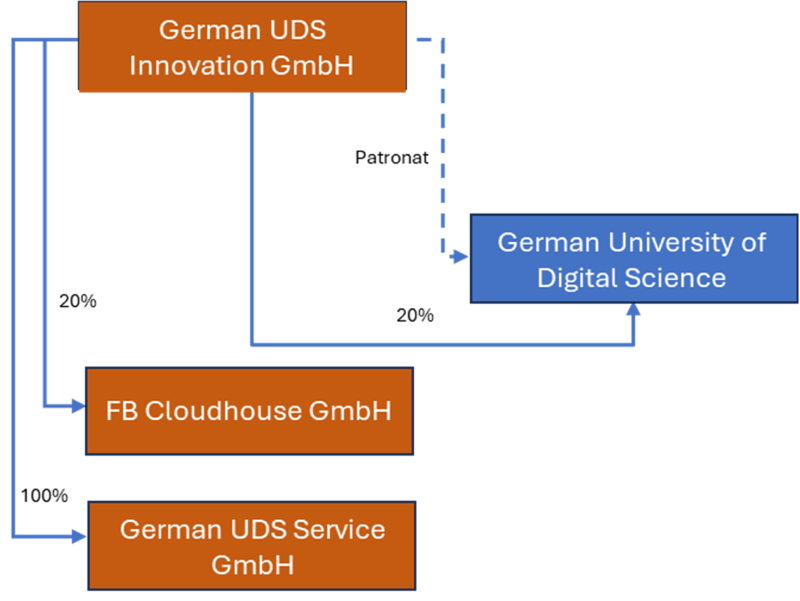 German UDS
Innovation GmbH
Patronat
German University of
Digital Science
20%
20%
FB Cloudhouse GmbH
100%
German UDS Service
GmbH